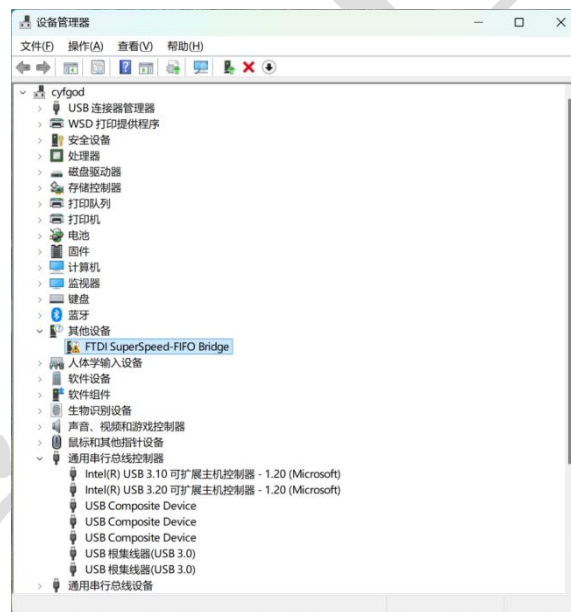 设备管理器
文件(F) 操作(A) 查看(V) 帮助(H)
cyfgod
USB 连接器管理器
WSD 打印提供程序
安全设备
处理器
磁盘驱动器
存储控制器
打印队列
打印机
电池
固件
计算机
监视器
键盘
蓝牙
其他设备
FTDI SuperSpeed-FIFO Bridge
人体学输入设备
软件设备
软件组件
生物识别设备
声音、视频和游戏控制器
鼠标和其他指针设备
通用串行总线控制器
Intel(R) USB 3.10 可扩展主机控制器 - 1.20 (Microsoft)
Intel(R) USB 3.20 可扩展主机控制器 - 1.20 (Microsoft)
USB Composite Device
USB Composite Device
USB Composite Device
USB 根集线器(USB 3.0)
USB 根集线器(USB 3.0)
通用串行总线设备